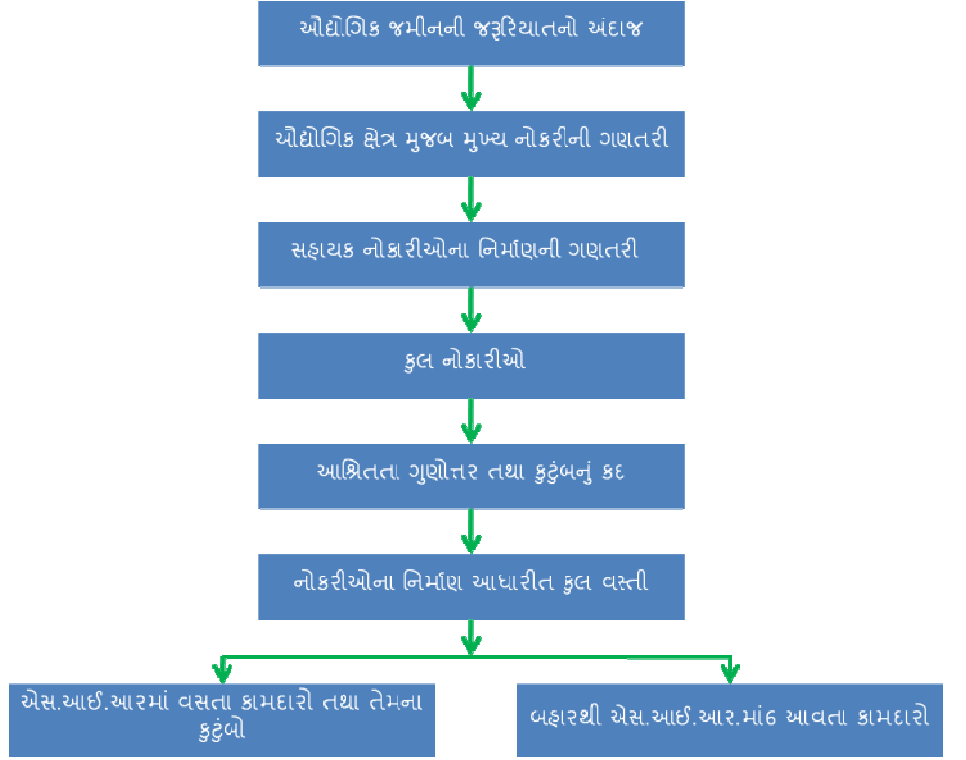 ઔદ્યોગિક જમીનની જરૂરિયાતનો અંદાજ
ઔદ્યોગિક ક્ષેત્ર મુજબ મુખ્ય નોકરીની ગણતરી
સહાયક નોકારીઓના નિર્માણની ગણતરી
કુલ નોકારીઓ
આશ્રિતતા ગુણોત્તર તથા કુટુંબનું કદ
નોકરીઓના નિર્માણ આધારીત કુલ વસ્તી
એસ.આઈ.આરમાં વસતા કામદારો તથા તેમના
કુટુંબો
બહારથી એસ.આઈ.આર.માં૬ આવતા કામદારો